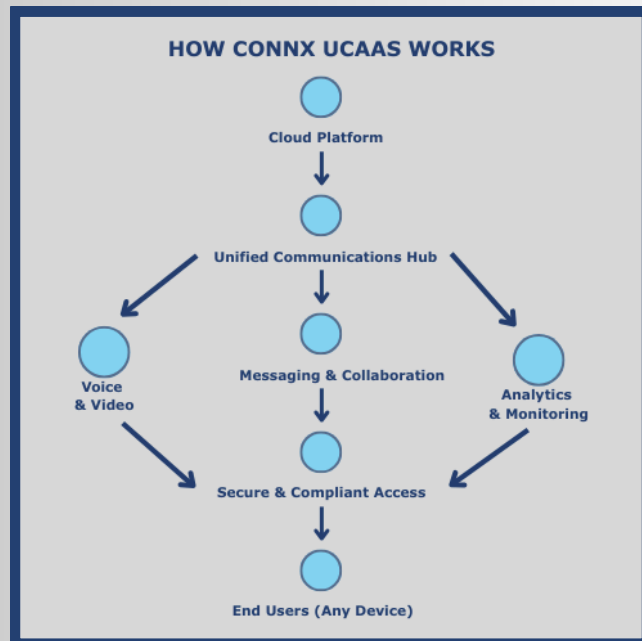 HOW CONNX UCAAS WORKS
Cloud Platform
Unified Communications Hub
Messaging & Collaboration
Voice
& Video
Analytics
& Monitoring
Secure & Compliant Access
End Users (Any Device)